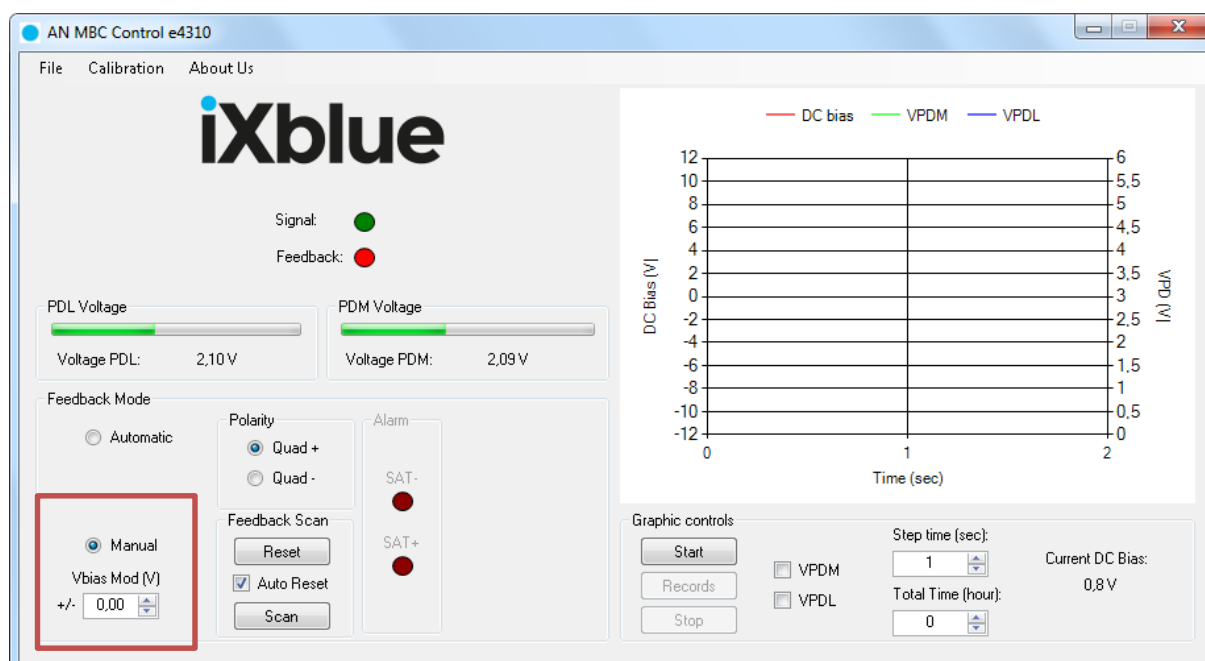 AN MBC Control e4310
File Calibration About Us
iXblue
Signal:
Feedback:
PDL Voltage
Voltage PDL: 2,10 V
PDM Voltage
Voltage PDM: 2,09 V
Feedback Mode
Automatic
Manual
Vbias Mod (V)
+/- 0,00
Polarity
Quad +
Quad -
Feedback Scan
Reset
Auto Reset
Scan
Alarm
SAT-
SAT+
DC bias VPDM VPDL
DC Bias (V)
12
10
8
6
4
2
0
-2
-4
-6
-8
-10
-12
6
5,5
5
4,5
4
3,5
3
2,5
2
1,5
1
0,5
0
VPD (V)
0 1 2
Time (sec)
Graphic controls
Start
Records
Stop
VPDM
VPDL
Step time (sec):
1
Total Time (hour):
0
Current DC Bias:
0,8 V